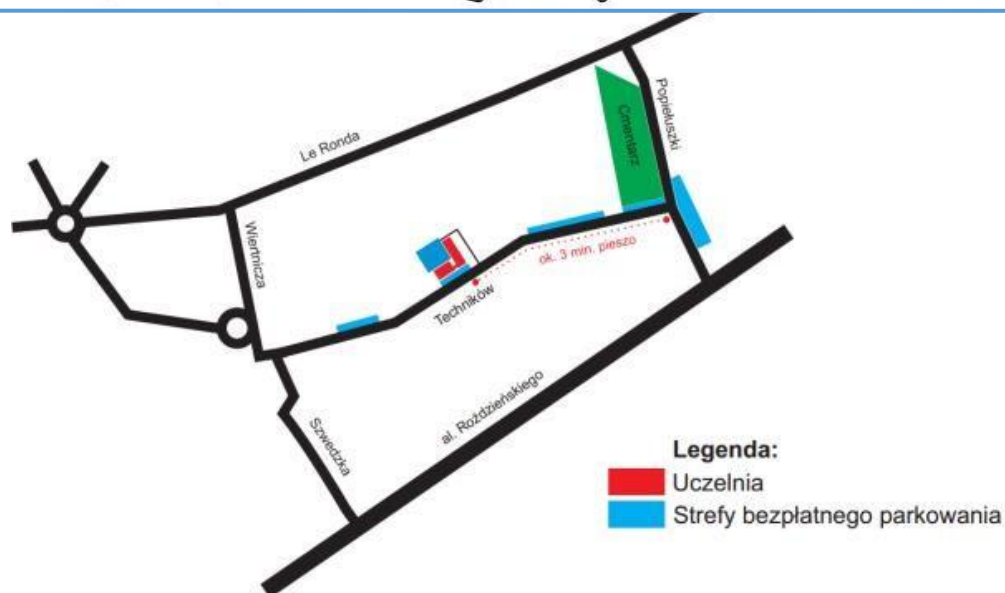 Le Ronda
Popiełuszki
Cmentarz
Wiertnicza
ok. 3 min. pieszo
Techników
al. Roździeńskiego
Szwedzka
Legenda:
Uczelnia
Strefy bezpłatnego parkowania